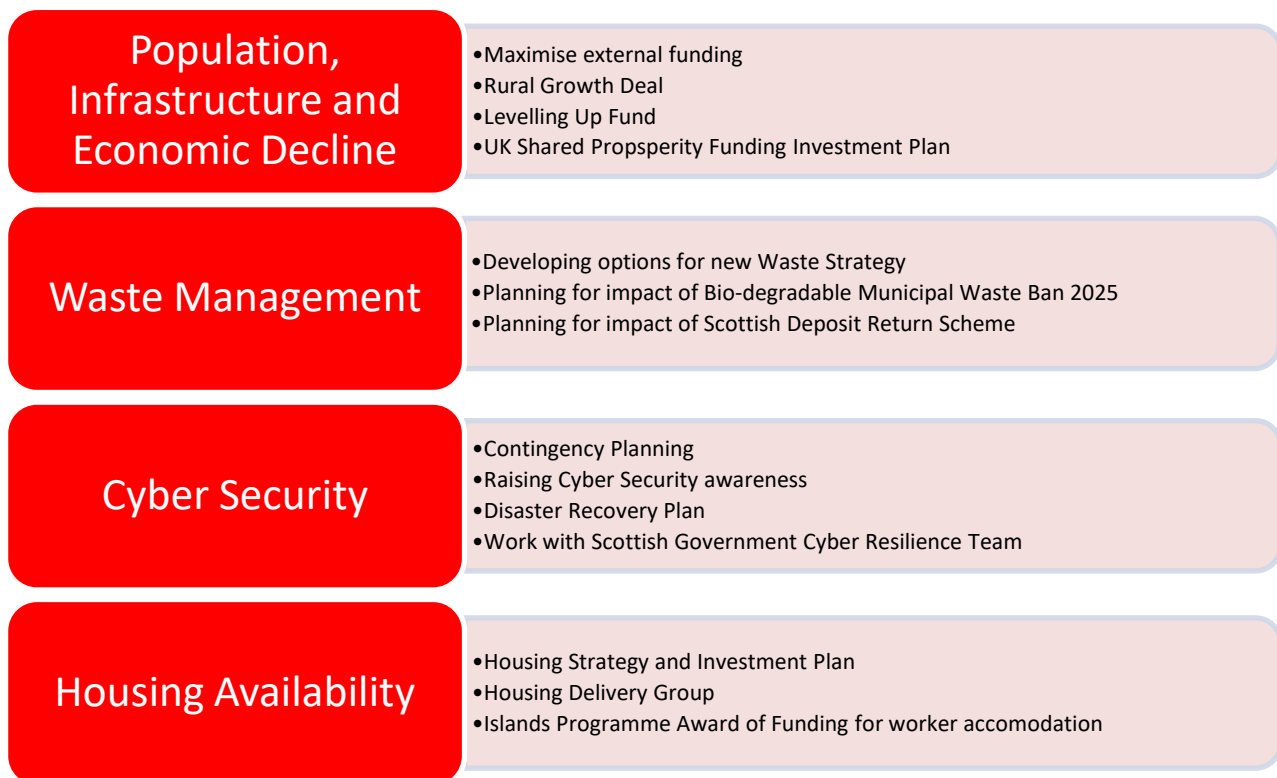 Population,
Infrastructure and
Economic Decline
•Maximise external funding
•Rural Growth Deal
•Levelling Up Fund
•UK Shared Propsperity Funding Investment Plan
Waste Management
•Developing options for new Waste Strategy
•Planning for impact of Bio-degradable Municipal Waste Ban 2025
•Planning for impact of Scottish Deposit Return Scheme
Cyber Security
•Contingency Planning
•Raising Cyber Security awareness
•Disaster Recovery Plan
•Work with Scottish Government Cyber Resilience Team
Housing Availability
•Housing Strategy and Investment Plan
•Housing Delivery Group
•Islands Programme Award of Funding for worker accomodation